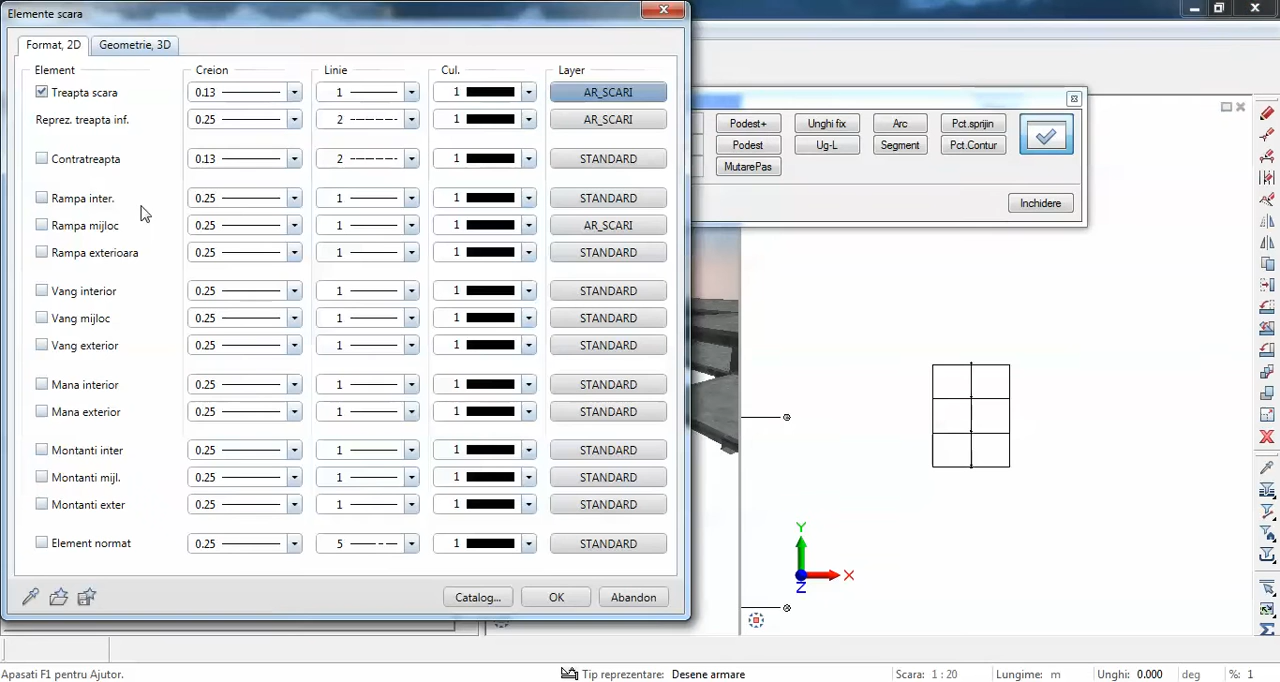 Elemente scara
Format, 2D Geometrie, 3D
Element Creion Linie Cul. Layer
Treapta scara 0.13 1 1 AR_SCARI
Reprez. treapta inf. 0.25 2 1 AR_SCARI
Contratreapta 0.13 2 1 STANDARD
Rampa inter. 0.25 1 1 STANDARD
Rampa mijloc 0.25 1 1 AR_SCARI
Rampa exterioara 0.25 1 1 STANDARD
Vang interior 0.25 1 1 STANDARD
Vang mijloc 0.25 1 1 STANDARD
Vang exterior 0.25 1 1 STANDARD
Mana interior 0.25 1 1 STANDARD
Mana exterior 0.25 1 1 STANDARD
Montanti inter 0.25 1 1 STANDARD
Montanti mijl. 0.25 1 1 STANDARD
Montanti exter 0.25 1 1 STANDARD
Element normat 0.25 5 1 STANDARD
Catalog... OK Abandon
Podest+ Unghi fix Arc Pct.sprijin
Podest Ug-L Segment Pct.Contur
MutarePas
Inchidere
Y
X
Z
Apasati F1 pentru Ajutor. Tip reprezentare: Desene armare Scara: 1 : 20 Lungime: m Unghi: 0.000 deg %: 1